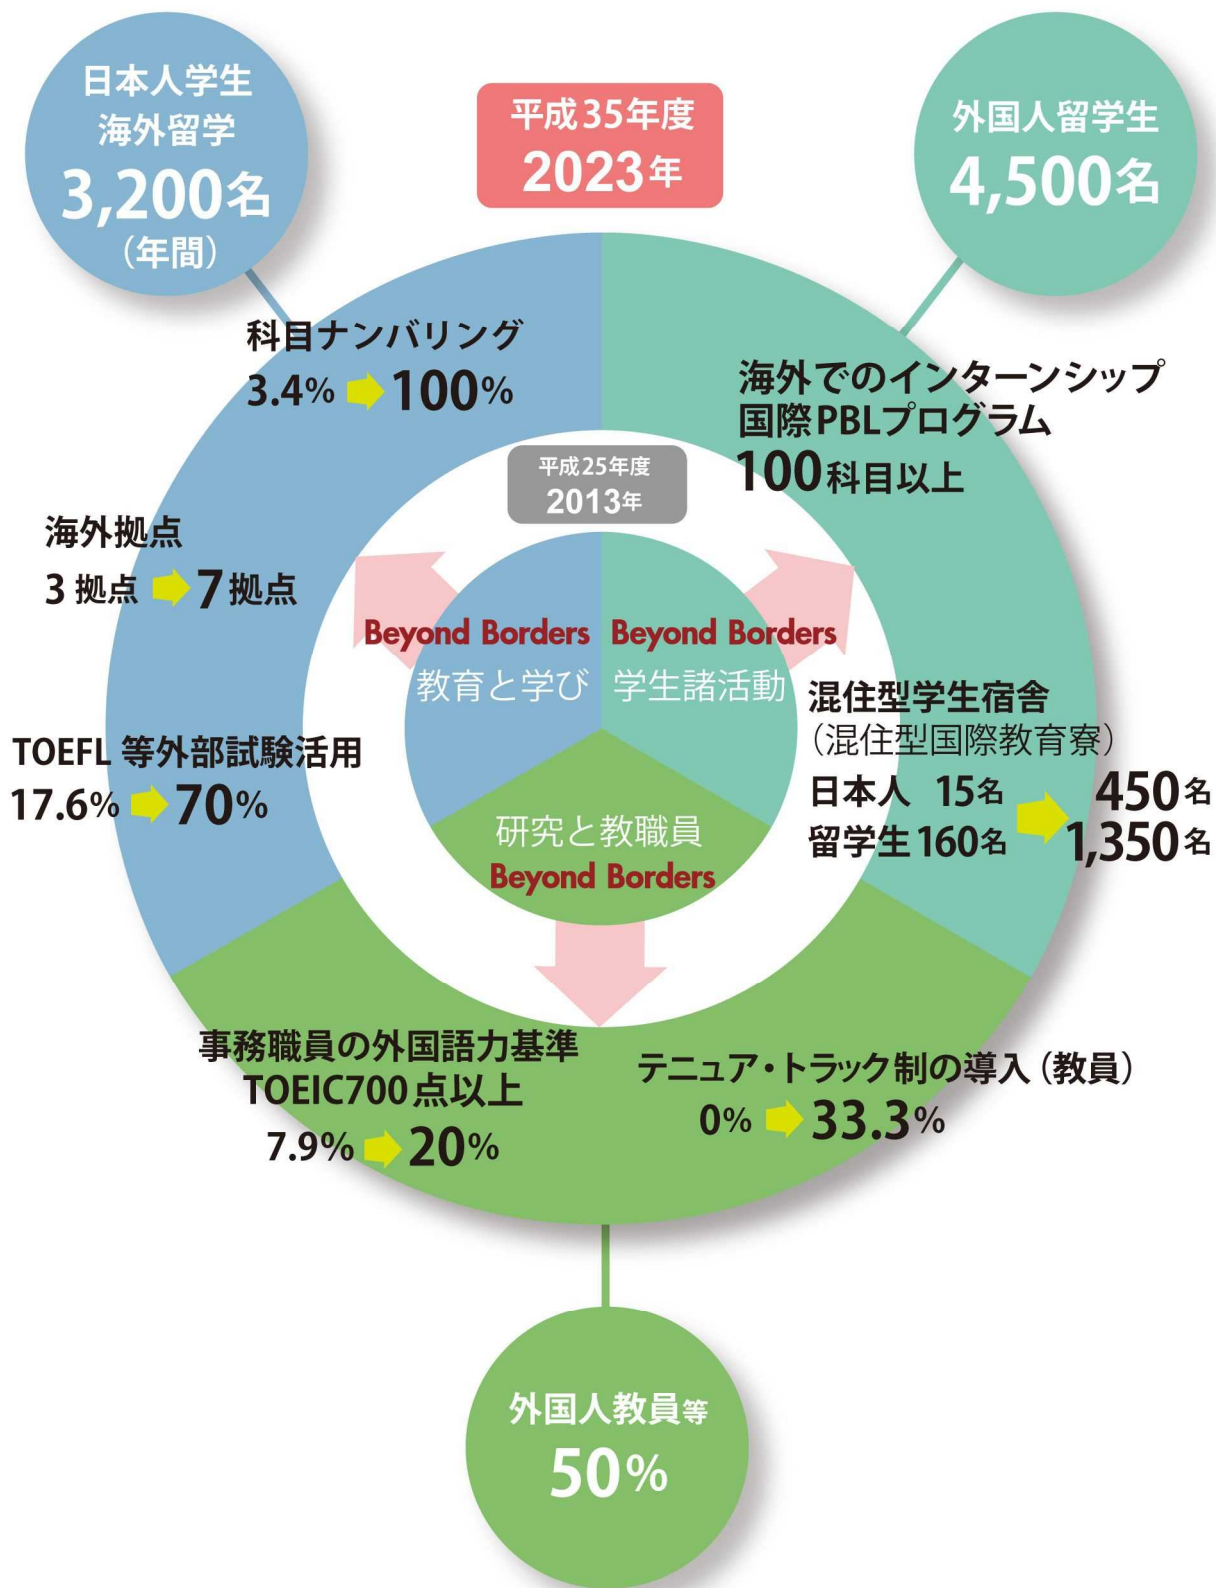 日本人学生
海外留学
3,200名
（年間）
平成35年度
2023年
外国人留学生
4,500名
科目ナンバリング
3.4% 100%
海外でのインターンシップ
国際PBLプログラム
100科目以上
平成25年度
2013年
海外拠点
3 拠点 7 拠点
Beyond Borders
教育と学び
Beyond Borders
学生諸活動
TOEFL 等外部試験活用
17.6% 70%
混住型学生宿舎
（混住型国際教育寮）
日本人 15名 450名
留学生 160名 1,350名
研究と教職員
Beyond Borders
事務職員の外国語力基準
TOEIC700点以上
7.9% 20%
テニュア・トラック制の導入（教員）
0% 33.3%
外国人教員等
50%